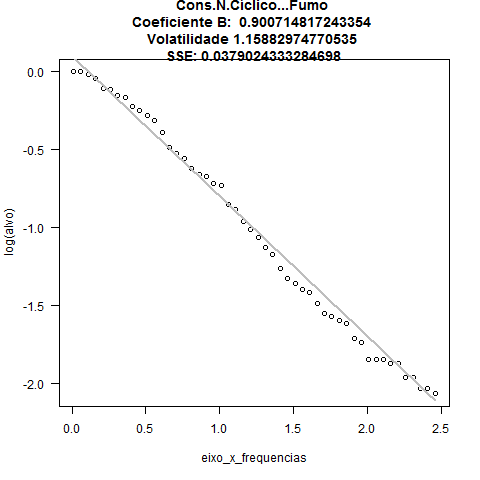 Cons.N.Ciclico...Fumo
Coeficiente B:  0.900714817243354
Volatilidade 1.15882974770535
SSE: 0.0379024333284698
0.0
-0.5
-1.0
-1.5
-2.0
log(alvo)
0.0 0.5 1.0 1.5 2.0 2.5
eixo_x_frequencias